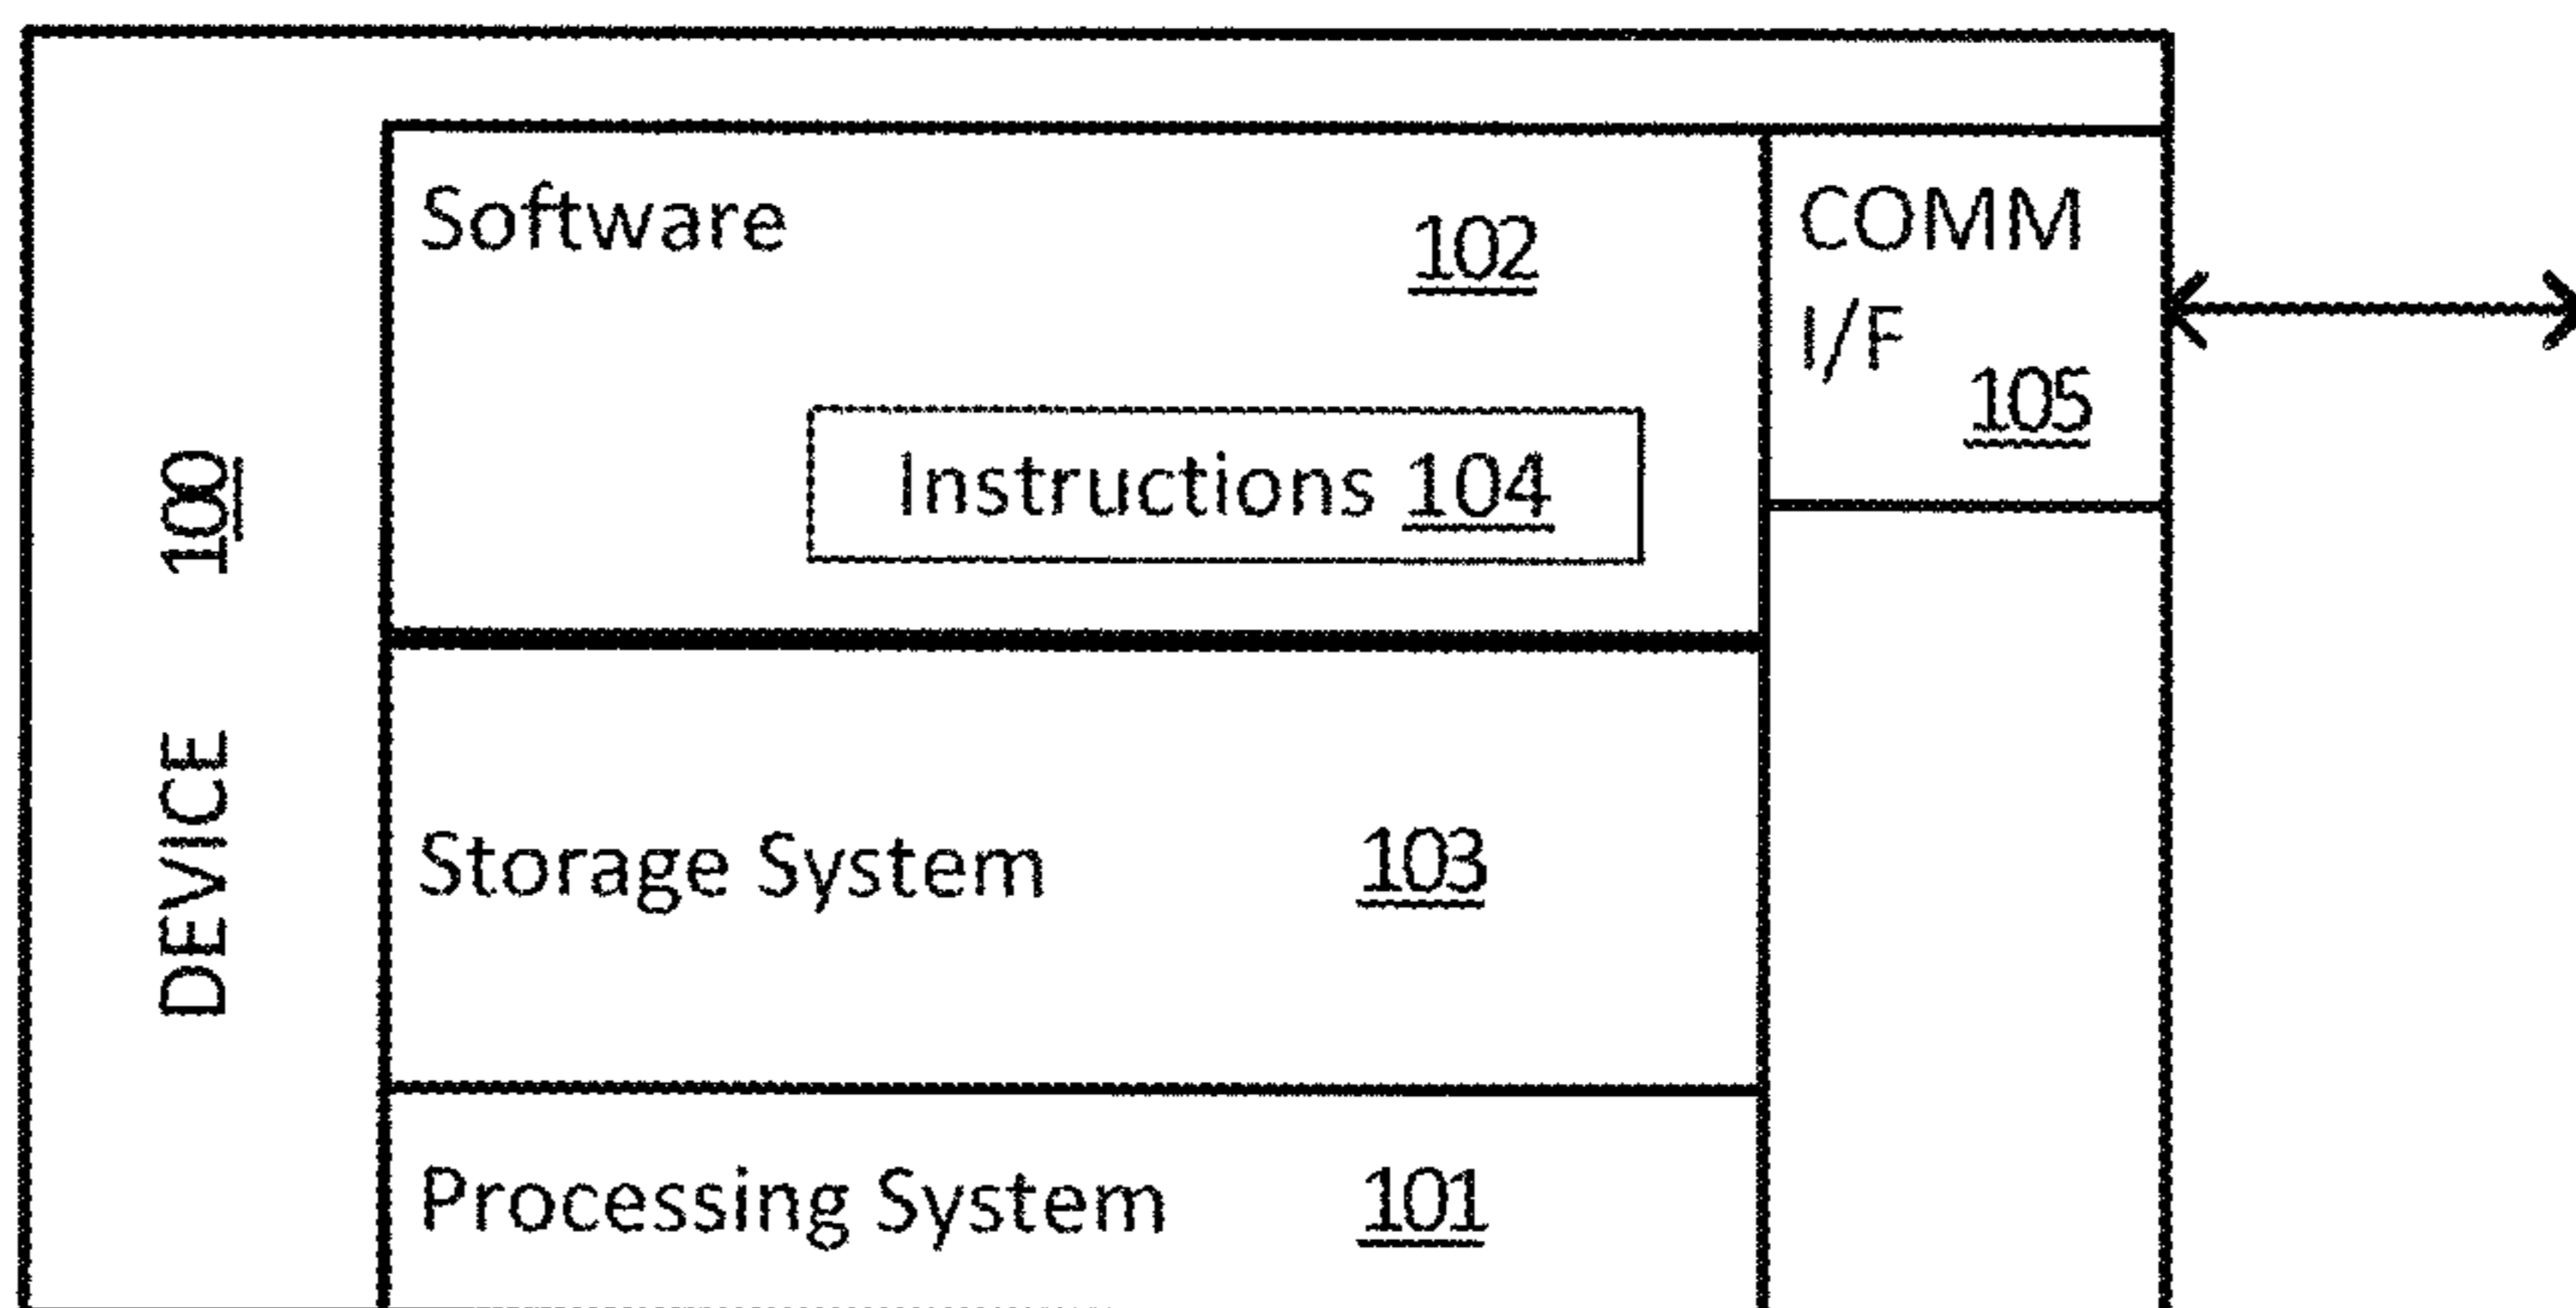 DEVICE 100
Software 102
Instructions 104
COMM
I/F 105
Storage System 103
Processing System 101